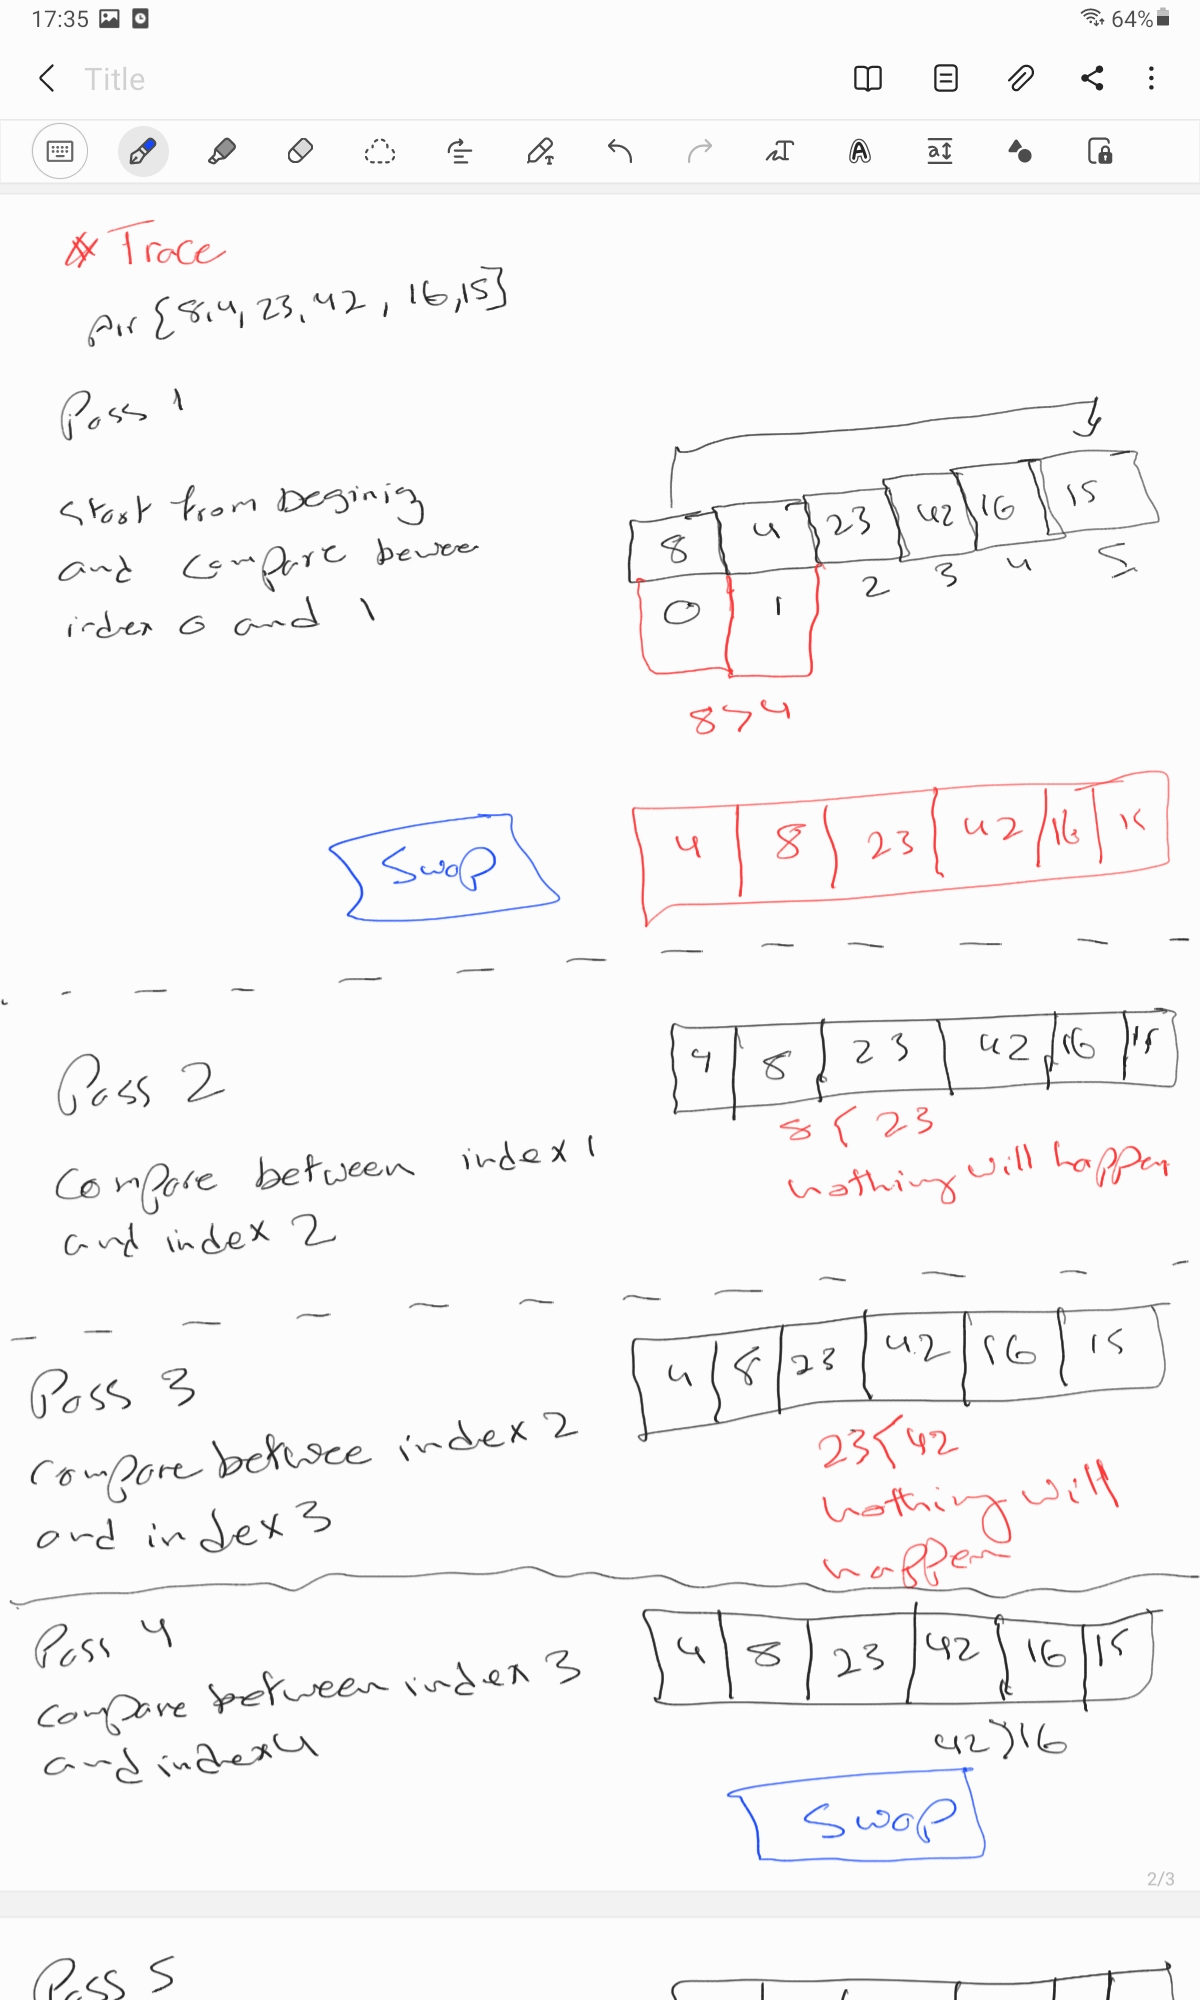 17:35
64%
Title
# Trace
Arr {8,4,23,42,16,15}
Pass 1
Start from beginig
and compare bewee
index 0 and 1
8 4 23 42 16 15
0 1 2 3 4 5
8>4
Swap
4 8 23 42 16 15
Pass 2
4 8 23 42 16 15
8<23
nothing will happen
Compare between index 1
and index 2
Pass 3
4 8 23 42 16 15
Compare betwee index 2
and index 3
23<42
nothing will
happen
Pass 4
4 8 23 42 16 15
compare between index 3
and index 4
42>16
Swap
2/3
Pass 5